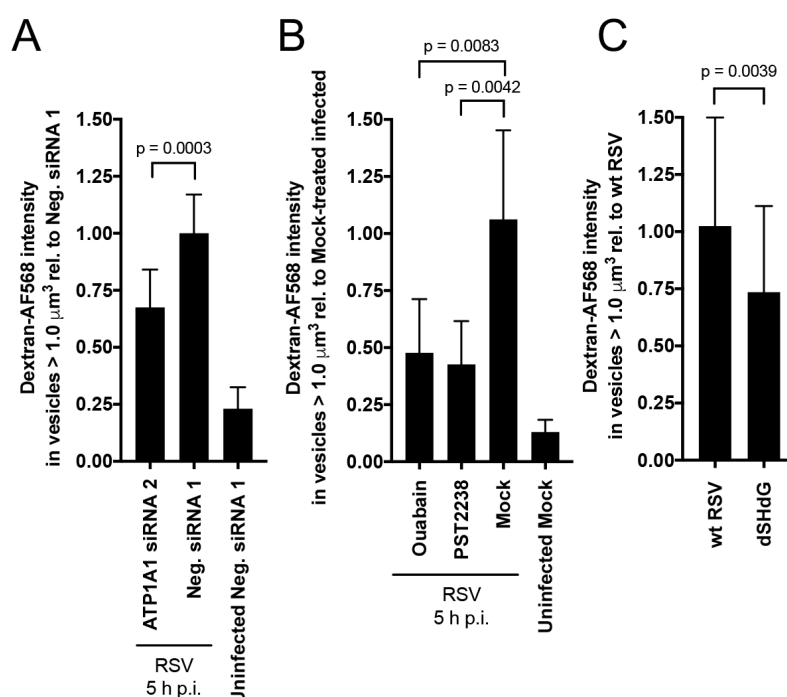 A
p = 0.0003
Dextran-AF568 intensity
in vesicles > 1.0 µm³ rel. to Neg. siRNA 1
1.50
1.25
1.00
0.75
0.50
0.25
0.00
ATP1A1 siRNA 2
Neg. siRNA 1
Uninfected Neg. siRNA 1
RSV
5 h p.i.
B
p = 0.0083
p = 0.0042
Dextran-AF568 intensity
in vesicles > 1.0 µm³ rel. to Mock-treated infected
1.50
1.25
1.00
0.75
0.50
0.25
0.00
Ouabain
PST2238
Mock
Uninfected Mock
RSV
5 h p.i.
C
p = 0.0039
Dextran-AF568 intensity
in vesicles > 1.0 µm³ rel. to wt RSV
1.50
1.25
1.00
0.75
0.50
0.25
0.00
wt RSV
dSHdG